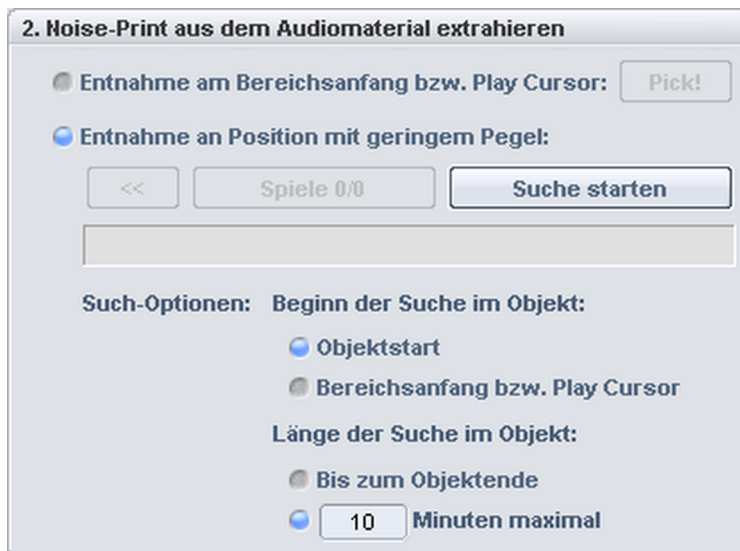 2. Noise-Print aus dem Audiomaterial extrahieren
Entnahme am Bereichsanfang bzw. Play Cursor: Pick!
Entnahme an Position mit geringem Pegel:
<< Spiele 0/0 Suche starten
Such-Optionen: Beginn der Suche im Objekt:
Objektstart
Bereichsanfang bzw. Play Cursor
Länge der Suche im Objekt:
Bis zum Objektende
10 Minuten maximal